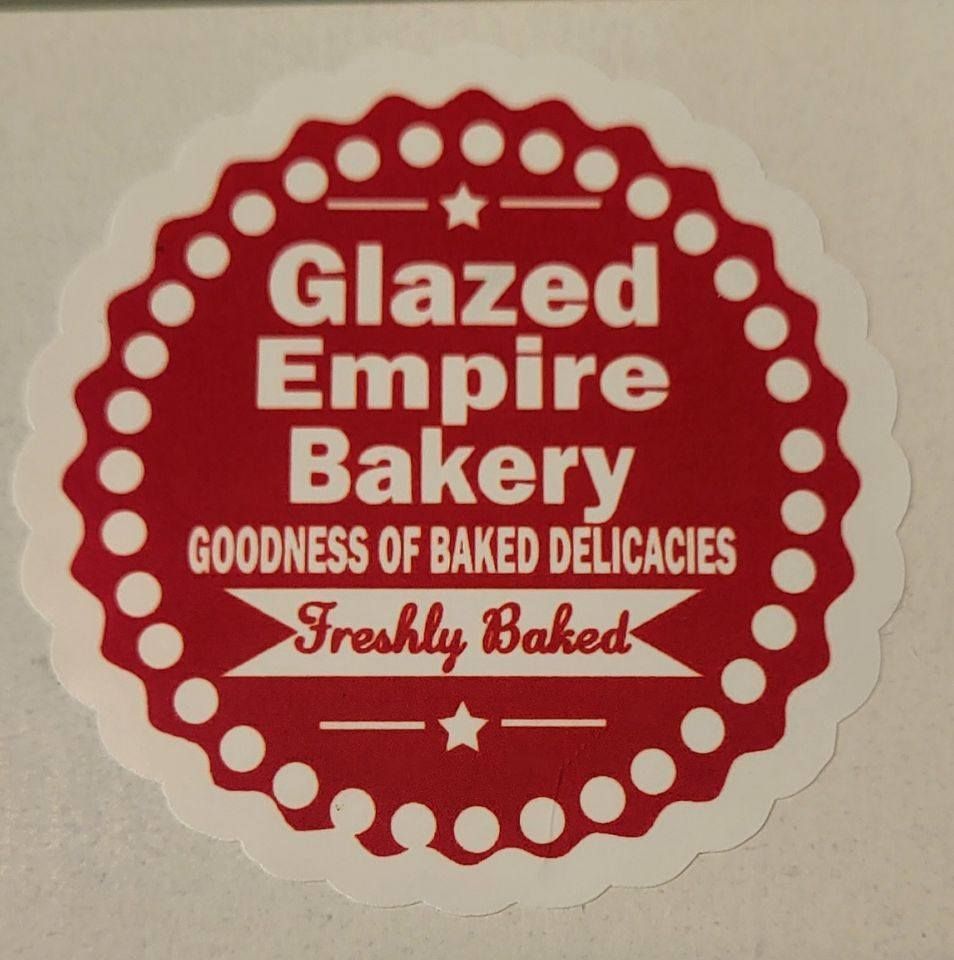 Glazed
Empire
Bakery
GOODNESS OF BAKED DELICACIES
Freshly Baked